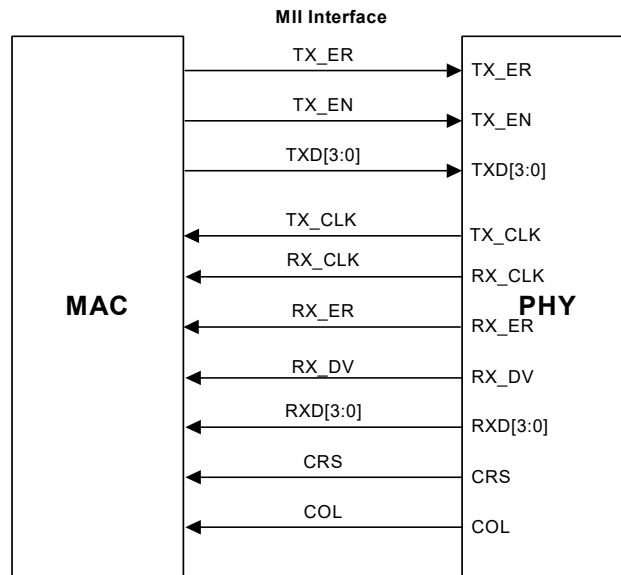 MII Interface
TX_ER TX_ER
TX_EN TX_EN
TXD[3:0] TXD[3:0]
TX_CLK TX_CLK
RX_CLK RX_CLK
MAC PHY
RX_ER RX_ER
RX_DV RX_DV
RXD[3:0] RXD[3:0]
CRS CRS
COL COL